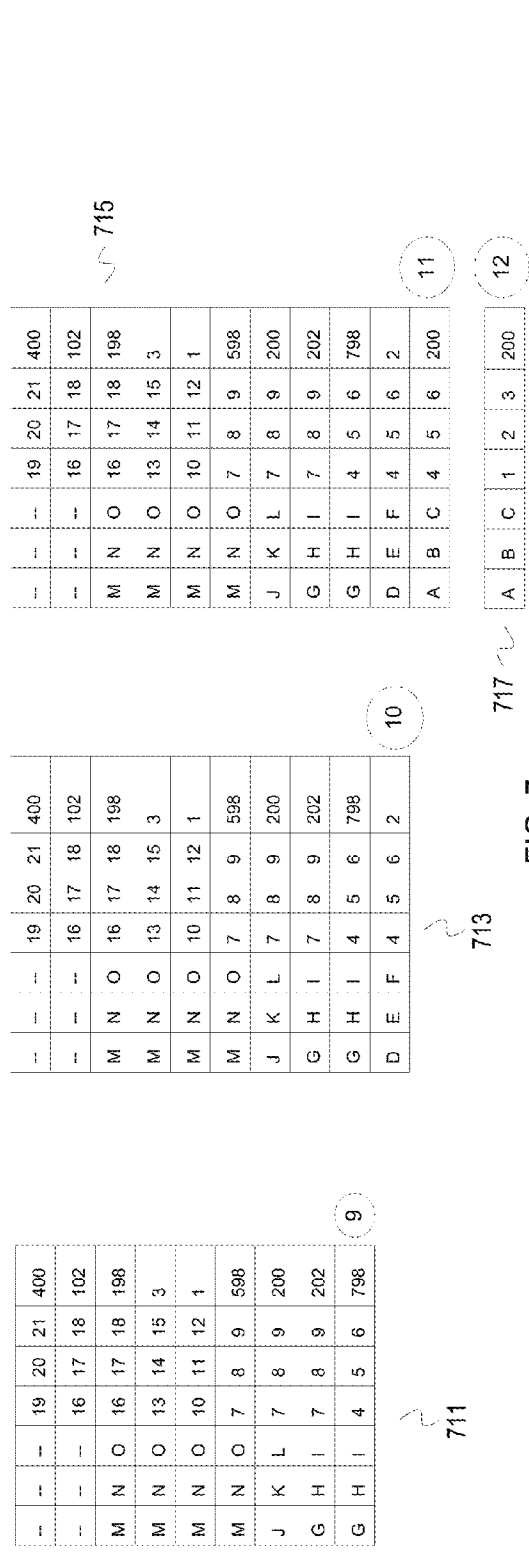 -- -- -- 19 20 21 400
-- -- -- 16 17 18 102
M N O 16 17 18 198
M N O 13 14 15 3
M N O 10 11 12 1
M N O 7 8 9 598
J K L 7 8 9 200
G H I 7 8 9 202
G H I 4 5 6 798
9
711
-- -- -- 19 20 21 400
-- -- -- 16 17 18 102
M N O 16 17 18 198
M N O 13 14 15 3
M N O 10 11 12 1
M N O 7 8 9 598
J K L 7 8 9 200
G H I 7 8 9 202
G H I 4 5 6 798
D E F 4 5 6 2
10
713
-- -- -- 19 20 21 400
-- -- -- 16 17 18 102
M N O 16 17 18 198
M N O 13 14 15 3
M N O 10 11 12 1
M N O 7 8 9 598
J K L 7 8 9 200
G H I 7 8 9 202
G H I 4 5 6 798
D E F 4 5 6 2
A B C 4 5 6 200
11
715
717
A B C 1 2 3 200
12
FIG. 7